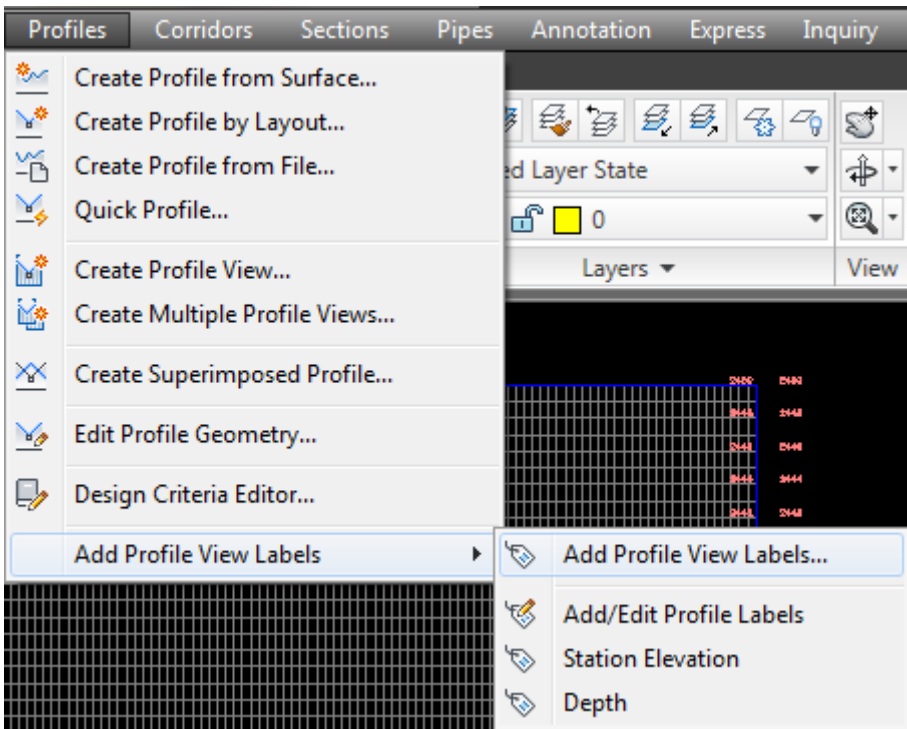 Profiles Corridors Sections Pipes Annotation Express Inquiry
Create Profile from Surface...
Create Profile by Layout...
Create Profile from File...
Quick Profile...
Create Profile View...
Create Multiple Profile Views...
Create Superimposed Profile...
Edit Profile Geometry...
Design Criteria Editor...
Add Profile View Labels
Add Profile View Labels...
Add/Edit Profile Labels
Station Elevation
Depth
ed Layer State
0
Layers
View